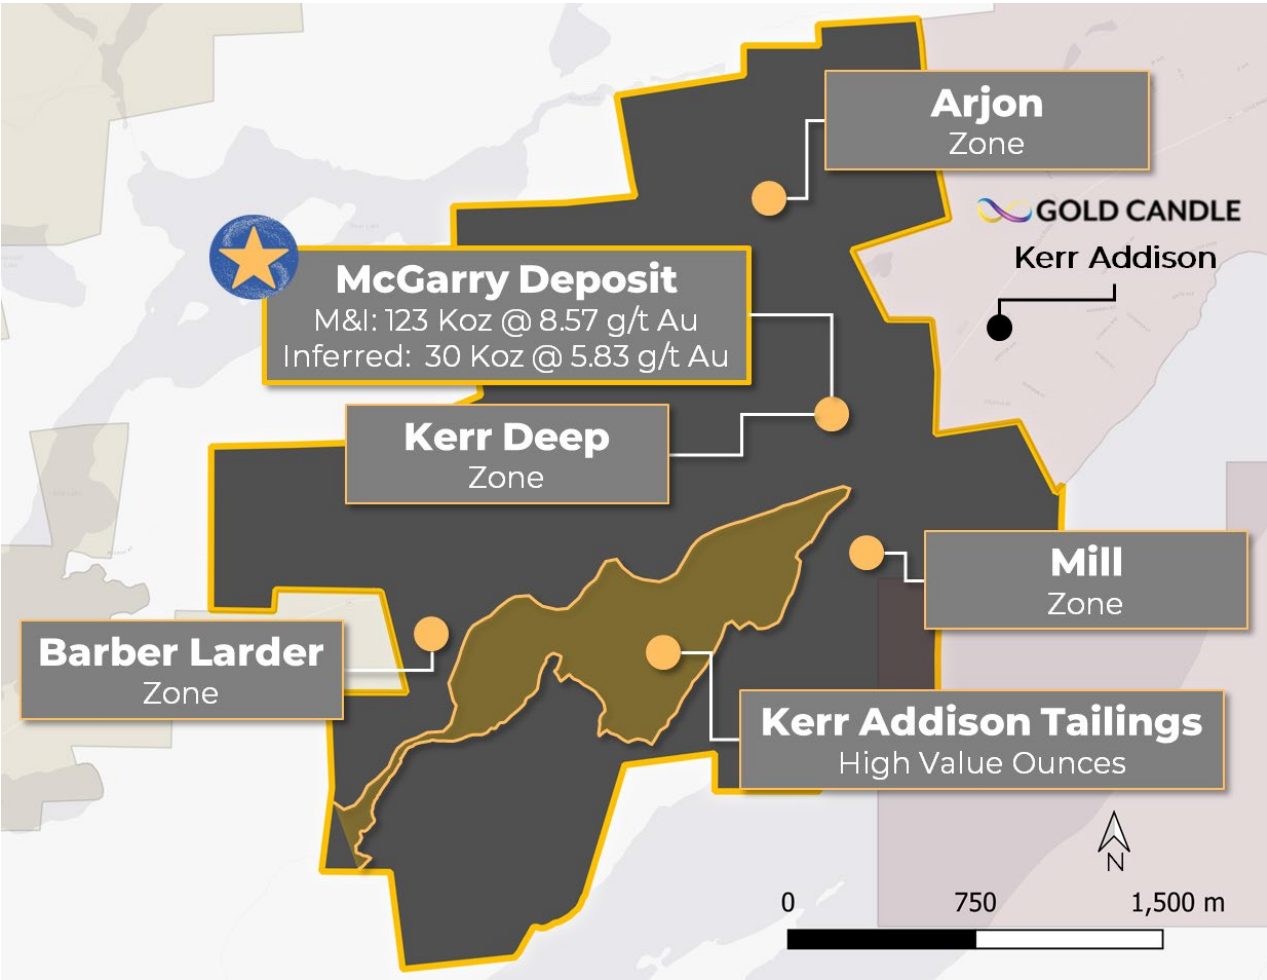 Arjon
Zone
GOLD CANDLE
Kerr Addison
McGarry Deposit
M&I: 123 Koz @ 8.57 g/t Au
Inferred: 30 Koz @ 5.83 g/t Au
Kerr Deep
Zone
Mill
Zone
Barber Larder
Zone
Kerr Addison Tailings
High Value Ounces
N
0 750 1,500 m